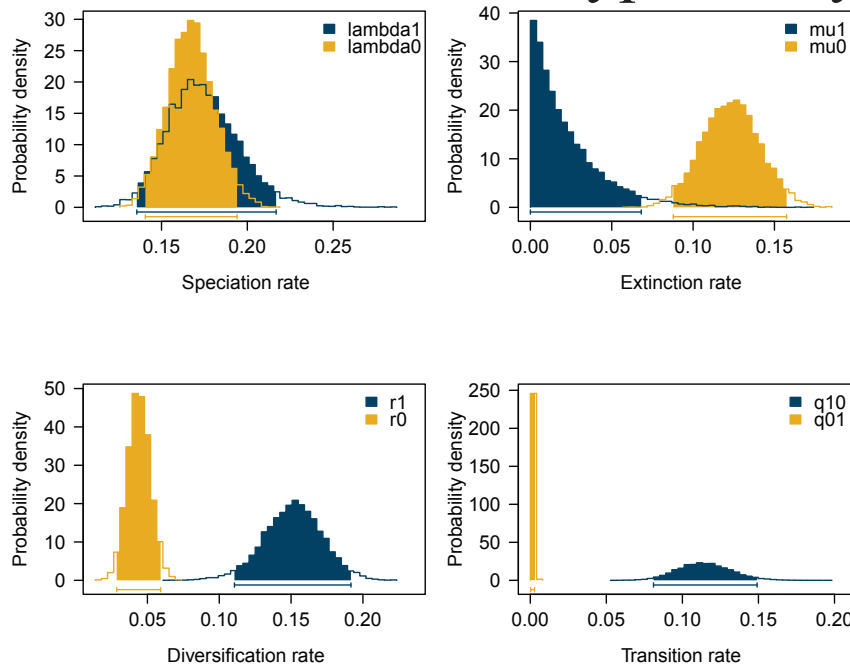 30
25
20
15
10
5
0
Probability density
lambda1
lambda0
0.15 0.20 0.25
Speciation rate
40
30
20
10
0
Probability density
mu1
mu0
0.00 0.05 0.10 0.15
Extinction rate
50
40
30
20
10
0
Probability density
r1
r0
0.05 0.10 0.15 0.20
Diversification rate
250
200
150
100
50
0
Probability density
q10
q01
0.00 0.05 0.10 0.15 0.20
Transition rate